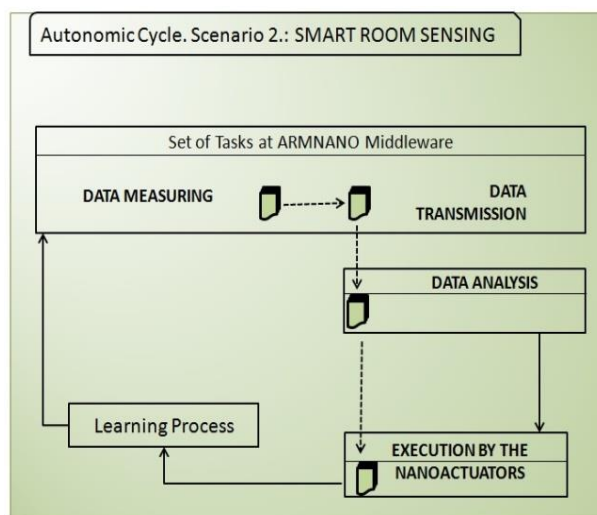 Autonomic Cycle. Scenario 2.: SMART ROOM SENSING
Set of Tasks at ARMNANO Middleware
DATA MEASURING
DATA
TRANSMISSION
DATA ANALYSIS
Learning Process
EXECUTION BY THE
NANOACTUATORS